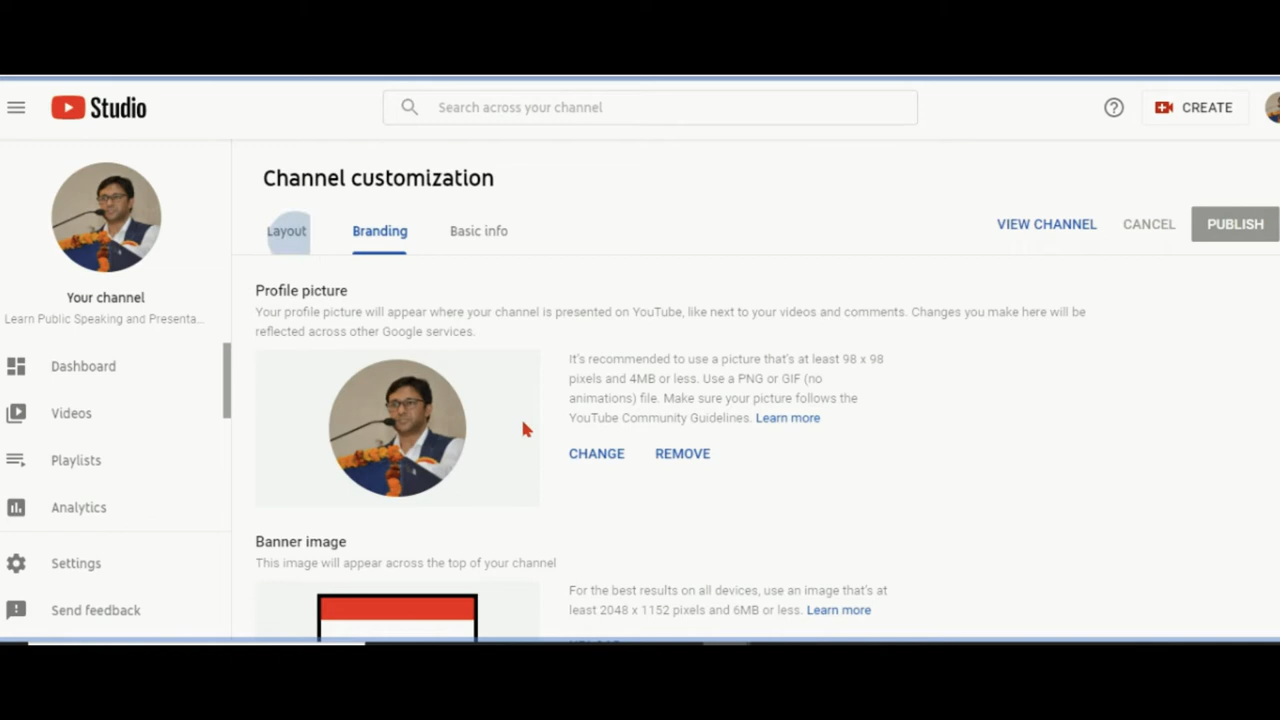 Studio
Search across your channel
CREATE
Channel customization
Layout
Branding
Basic info
VIEW CHANNEL
CANCEL
PUBLISH
Your channel
Learn Public Speaking and Presenta...
Dashboard
Videos
Playlists
Analytics
Settings
Send feedback
Profile picture
Your profile picture will appear where your channel is presented on YouTube, like next to your videos and comments. Changes you make here will be
reflected across other Google services.
It's recommended to use a picture that's at least 98 x 98
pixels and 4MB or less. Use a PNG or GIF (no
animations) file. Make sure your picture follows the
YouTube Community Guidelines. Learn more
CHANGE
REMOVE
Banner image
This image will appear across the top of your channel
For the best results on all devices, use an image that's at
least 2048 x 1152 pixels and 6MB or less. Learn more